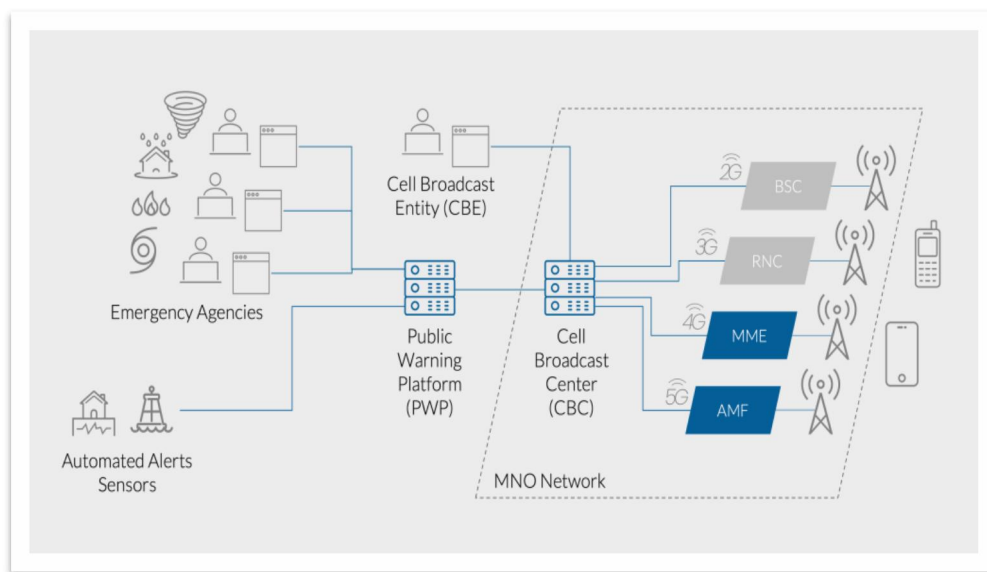 Emergency Agencies
Automated Alerts
Sensors
Cell Broadcast
Entity (CBE)
Public
Warning
Platform
(PWP)
Cell
Broadcast
Center
(CBC)
2G
BSC
3G
RNC
4G
MME
5G
AMF
MNO Network